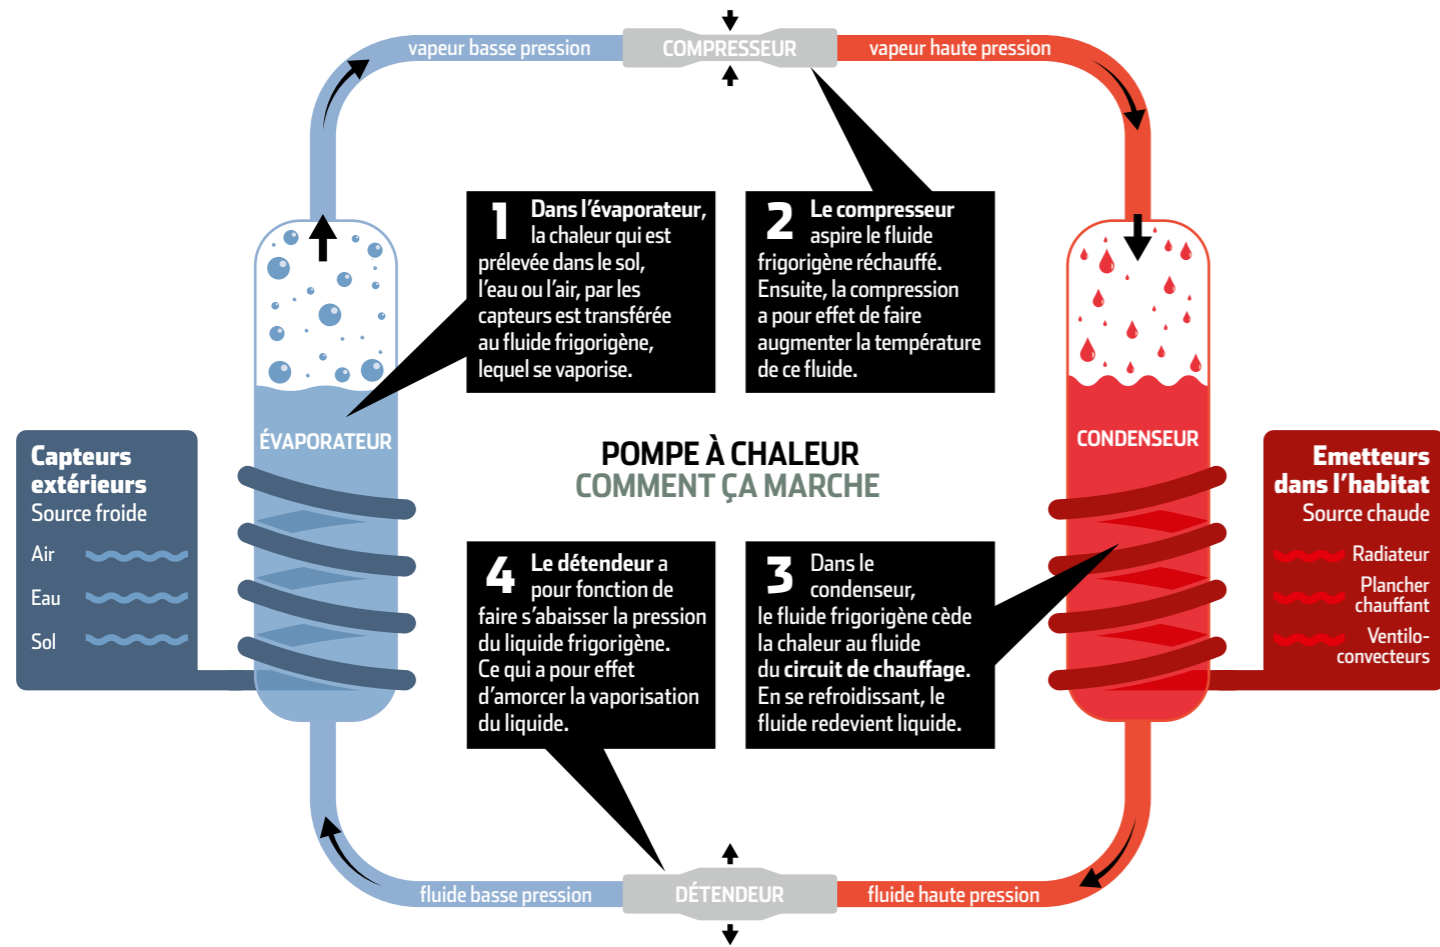 vapeur basse pression
COMPRESSEUR
vapeur haute pression
1 Dans l’évaporateur,
la chaleur qui est
prélevée dans le sol,
l’eau ou l’air, par les
capteurs est transférée
au fluide frigorigène,
lequel se vaporise.
2 Le compresseur
aspire le fluide
frigorigène réchauffé.
Ensuite, la compression
a pour effet de faire
augmenter la température
de ce fluide.
ÉVAPORATEUR
POMPE À CHALEUR
COMMENT ÇA MARCHE
CONDENSEUR
Capteurs
extérieurs
Source froide
Air
Eau
Sol
Emetteurs
dans l’habitat
Source chaude
Radiateur
Plancher
chauffant
Ventilo-
convecteurs
4 Le détendeur a
pour fonction de
faire s’abaisser la pression
du liquide frigorigène.
Ce qui a pour effet
d’amorcer la vaporisation
du liquide.
3 Dans le
condenseur,
le fluide frigorigène cède
la chaleur au fluide
du circuit de chauffage.
En se refroidissant, le
fluide redevient liquide.
fluide basse pression
DÉTENDEUR
fluide haute pression